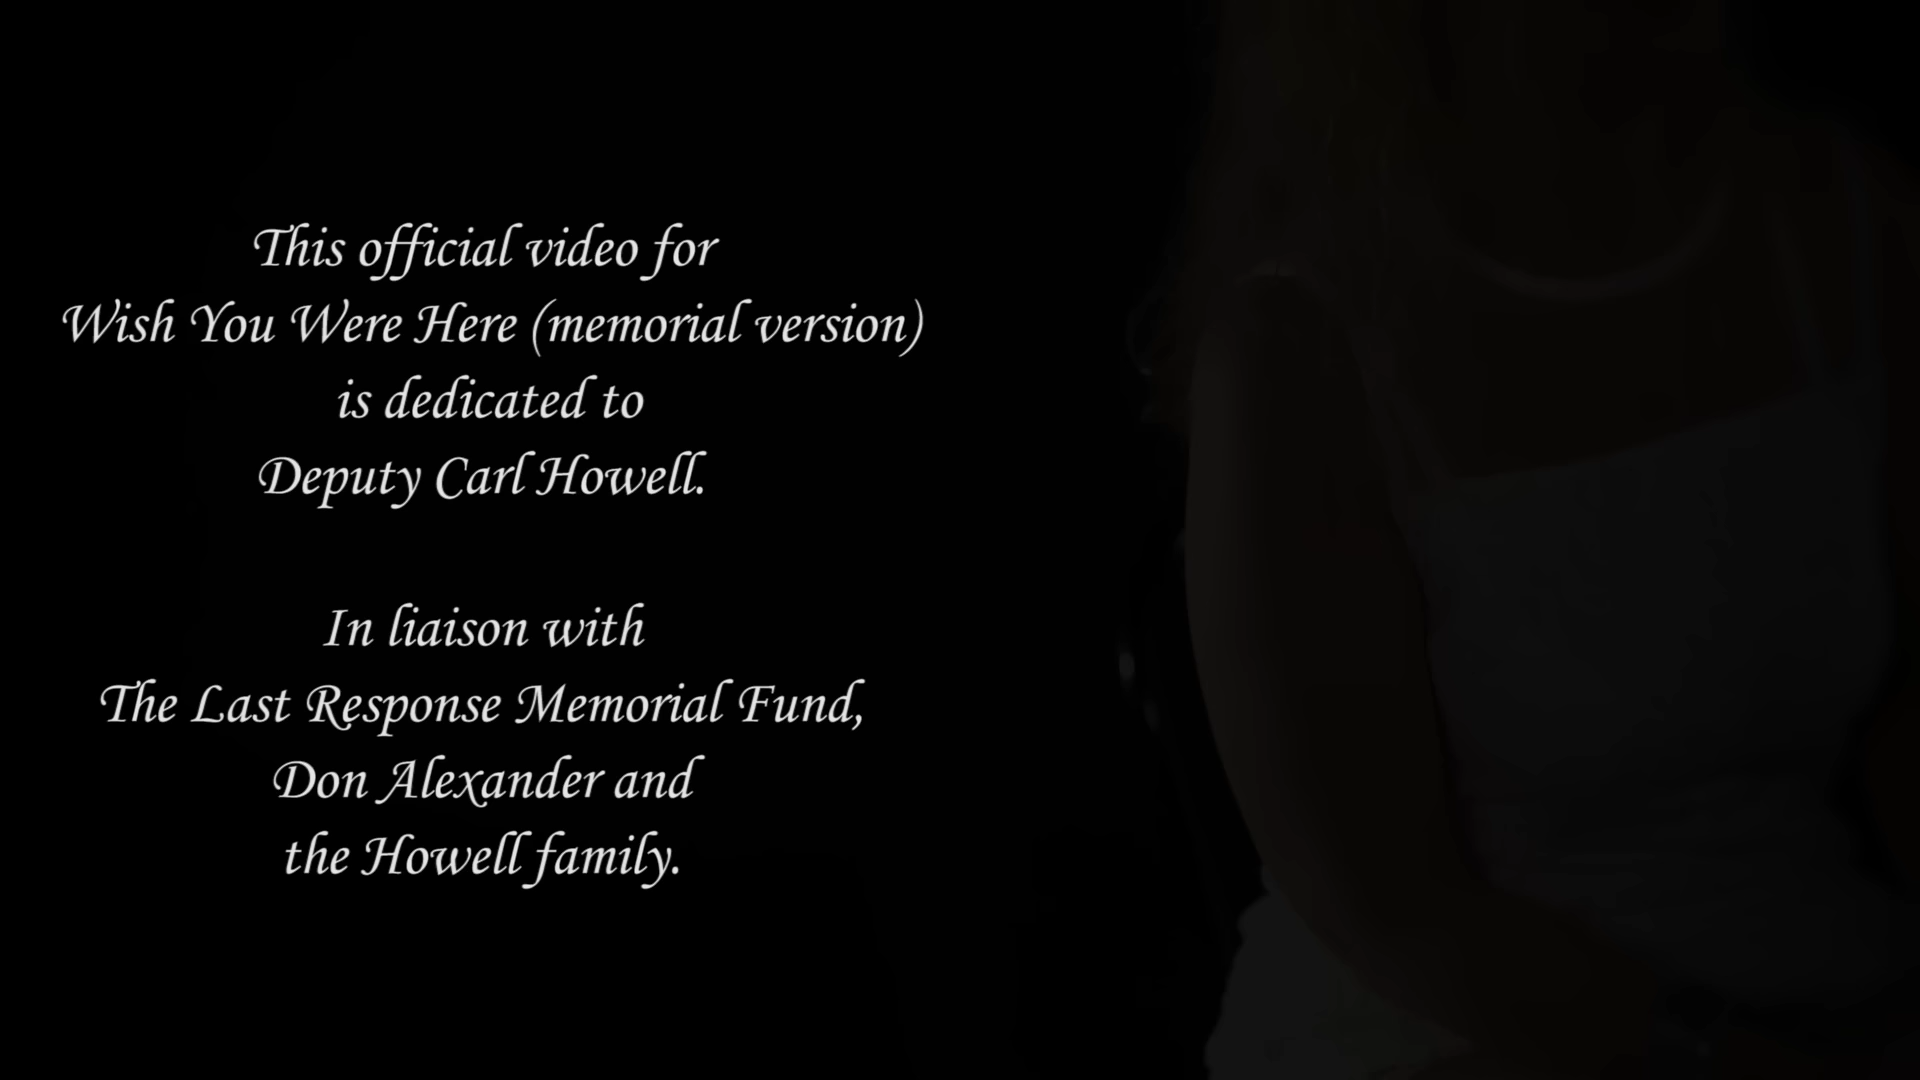 This official video for
Wish You Were Here (memorial version)
is dedicated to
Deputy Carl Howell.
In liaison with
The Last Response Memorial Fund,
Don Alexander and
the Howell family.